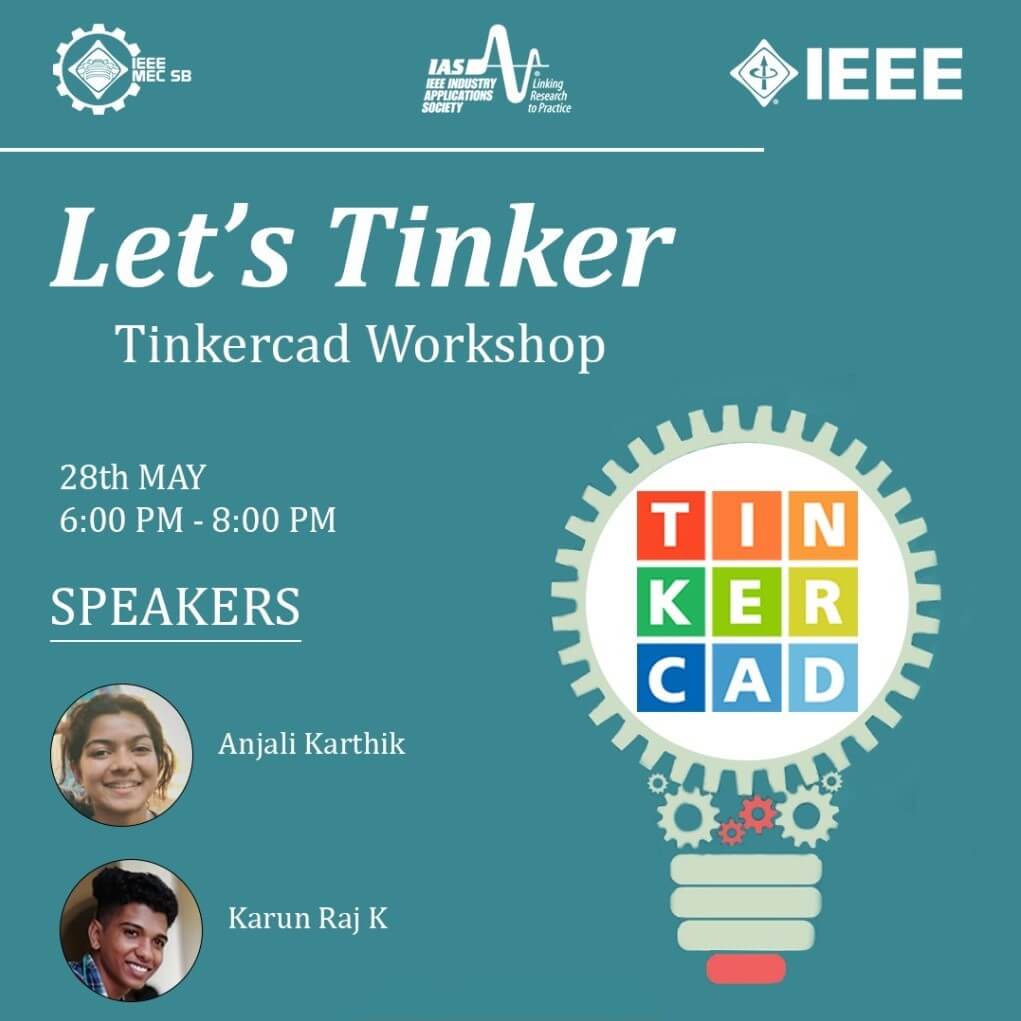 IEEE
MEC SB
IAS
IEEE INDUSTRY
APPLICATIONS
SOCIETY
®
Linking
Research
to Practice
IEEE
Let's Tinker
Tinkercad Workshop
28th MAY
6:00 PM - 8:00 PM
SPEAKERS
Anjali Karthik
Karun Raj K
TIN
KER
CAD